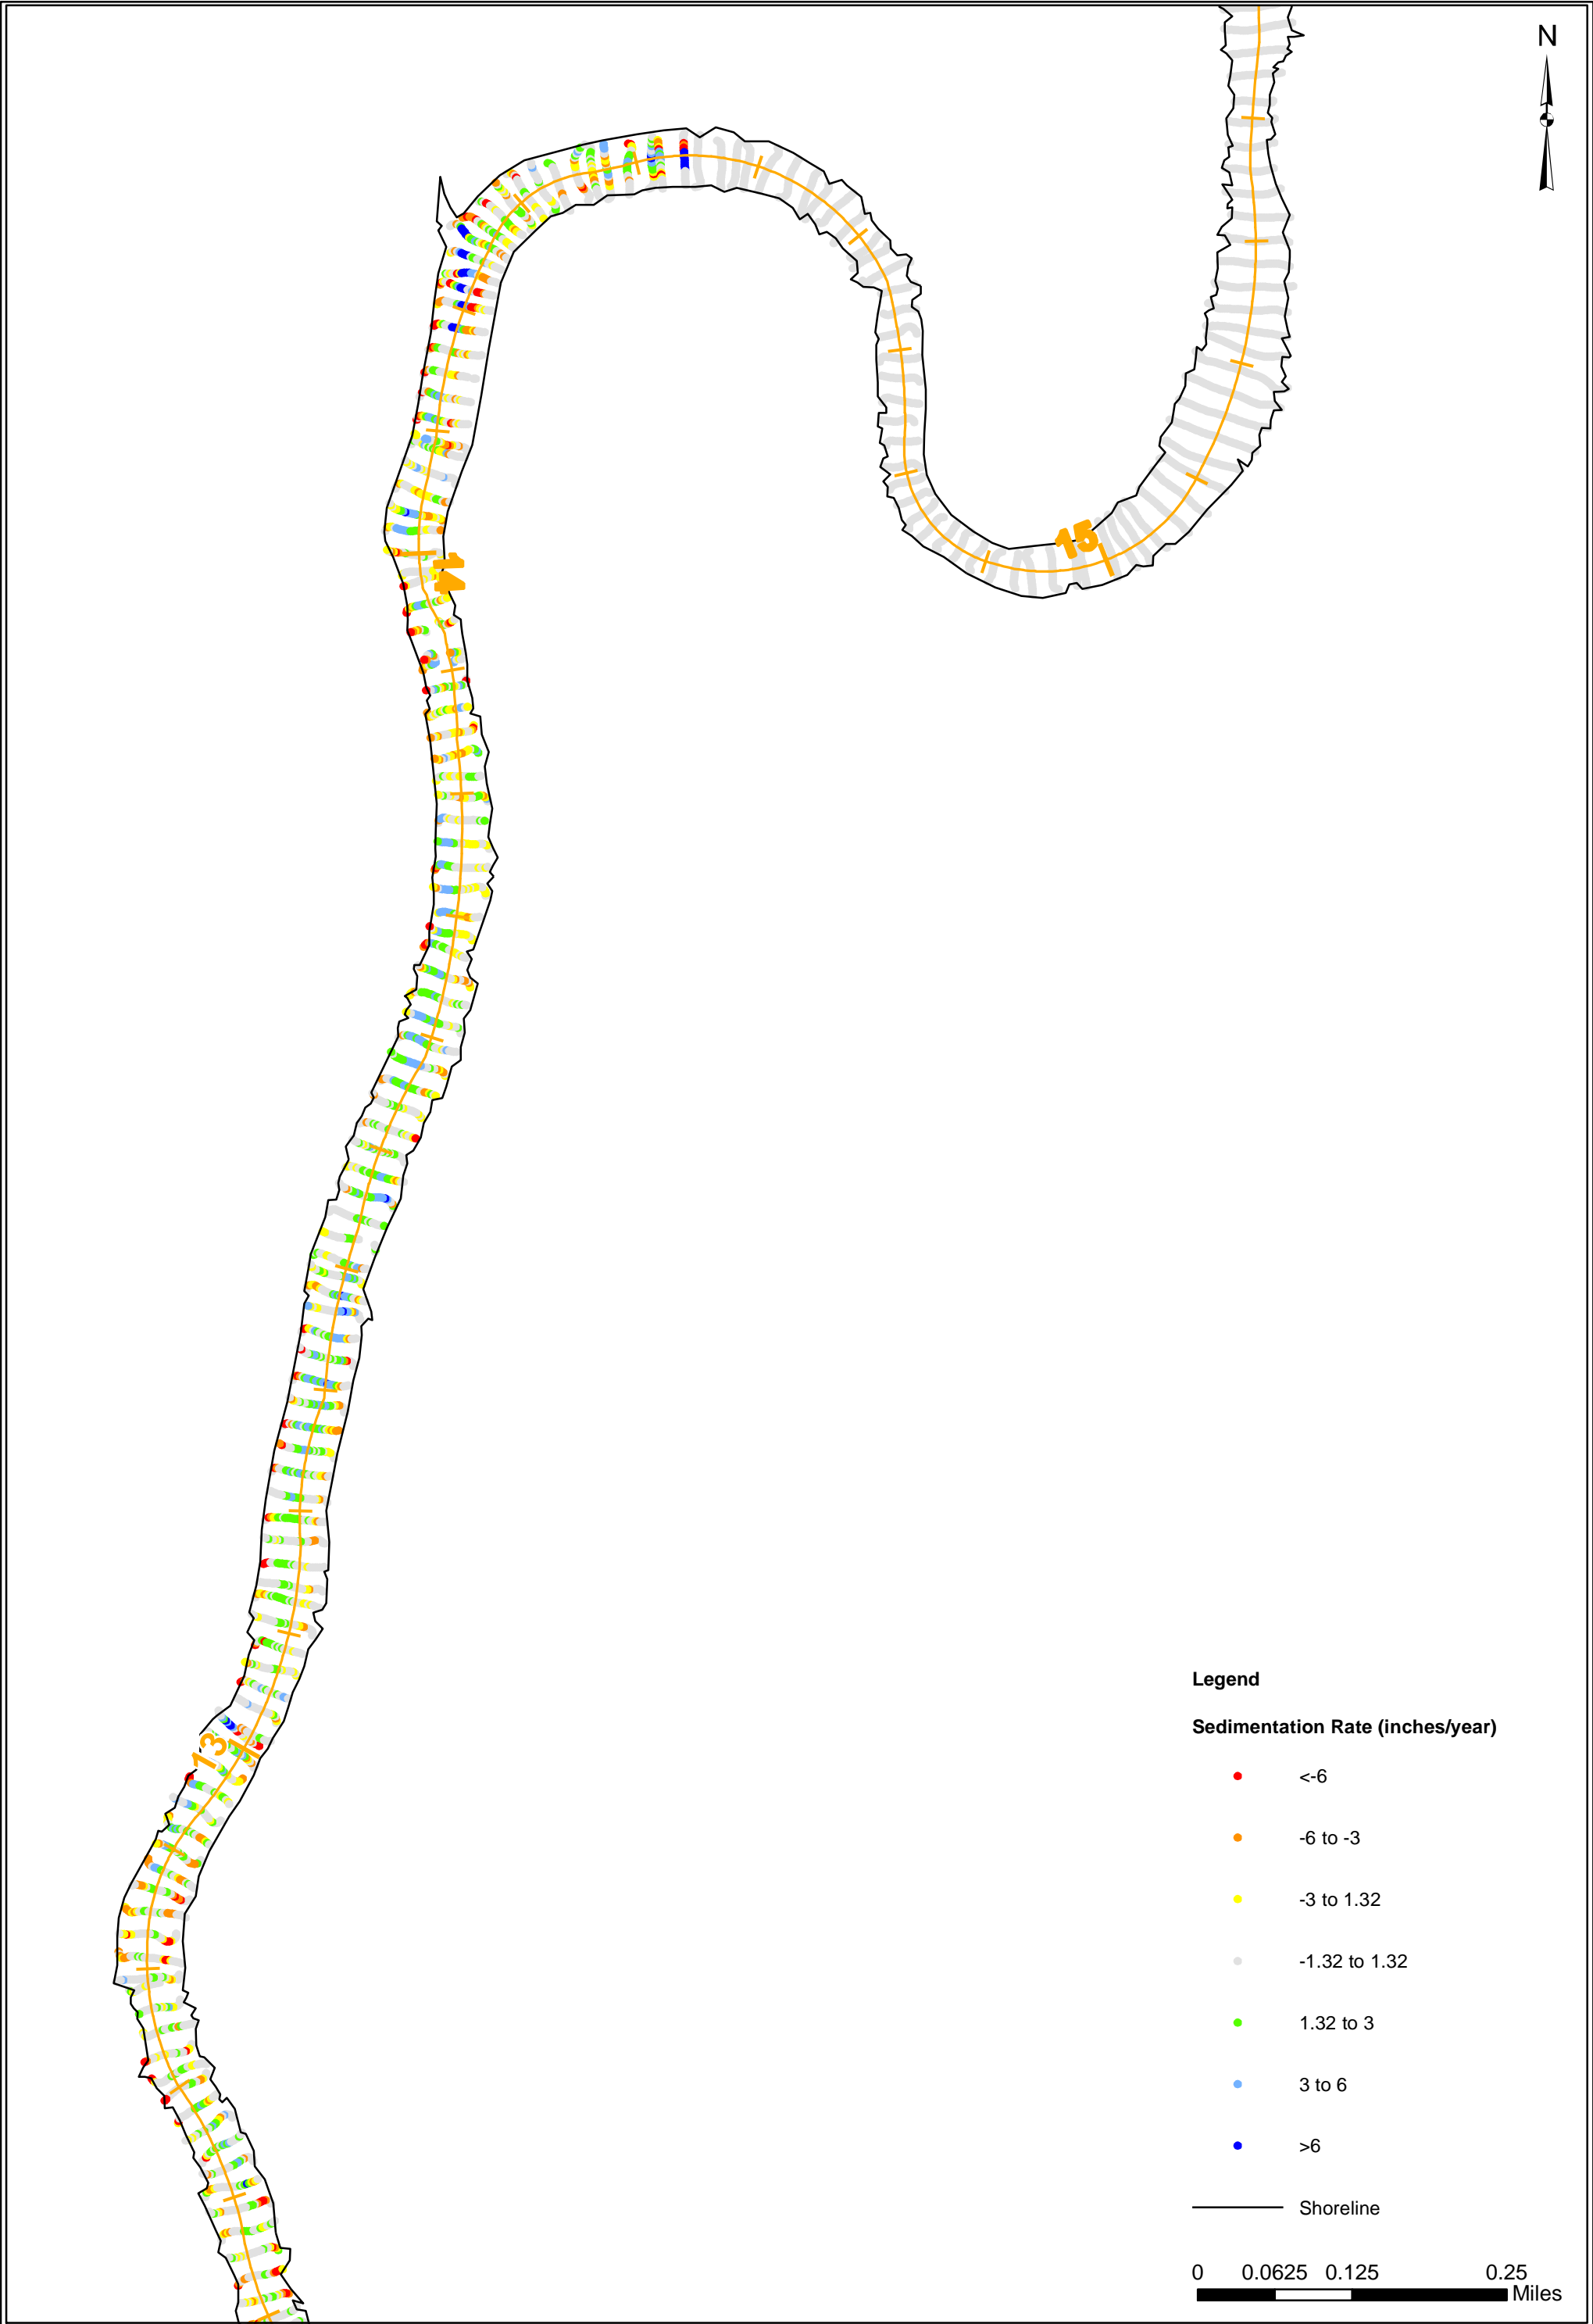 N
15
14
13
Legend
Sedimentation Rate (inches/year)
<-6
-6 to -3
-3 to 1.32
-1.32 to 1.32
1.32 to 3
3 to 6
>6
Shoreline
0 0.0625 0.125 0.25
Miles